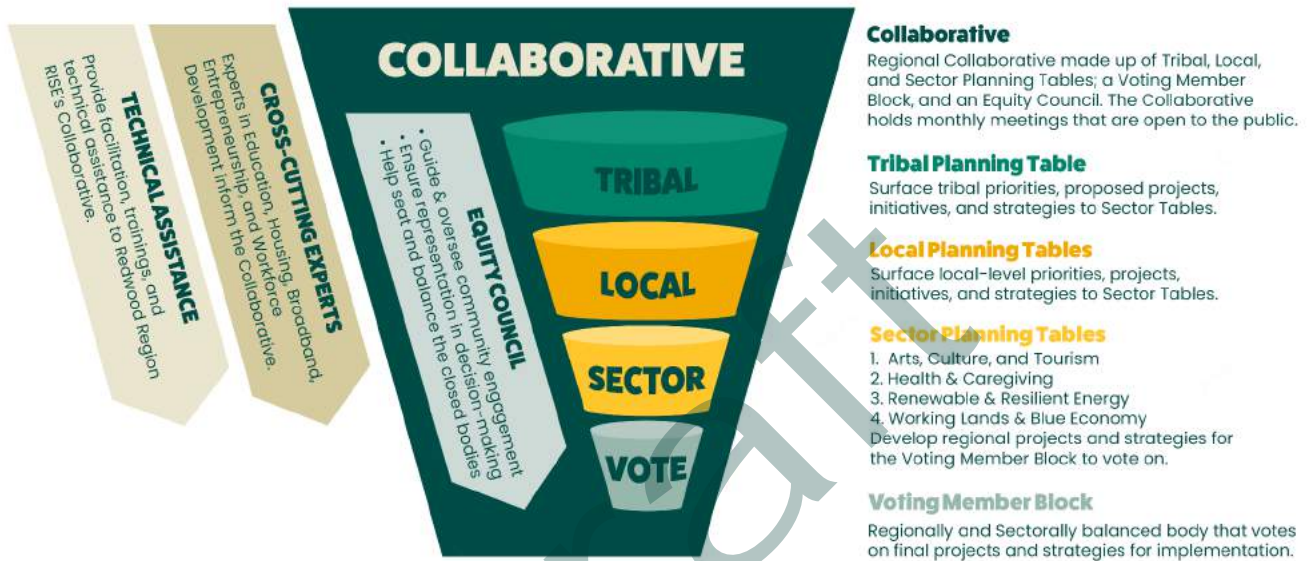 TECHNICAL ASSISTANCE
Provide facilitation, trainings, and
technical assistance to Redwood Region
RISE's Collaborative.
CROSS-CUTTING EXPERTS
Experts in Education, Housing, Broadband,
Entrepreneurship, and Workforce
Development inform the Collaborative.
COLLABORATIVE
EQUITY COUNCIL
• Guide & oversee community engagement
• Ensure representation in decision-making
• Help seat and balance the closed bodies
TRIBAL
LOCAL
SECTOR
VOTE
Collaborative
Regional Collaborative made up of Tribal, Local,
and Sector Planning Tables; a Voting Member
Block, and an Equity Council. The Collaborative
holds monthly meetings that are open to the public.
Tribal Planning Table
Surface tribal priorities, proposed projects,
initiatives, and strategies to Sector Tables.
Local Planning Tables
Surface local-level priorities, projects,
initiatives, and strategies to Sector Tables.
Sector Planning Tables
1. Arts, Culture, and Tourism
2. Health & Caregiving
3. Renewable & Resilient Energy
4. Working Lands & Blue Economy
Develop regional projects and strategies for
the Voting Member Block to vote on.
Voting Member Block
Regionally and Sectorally balanced body that votes
on final projects and strategies for implementation.